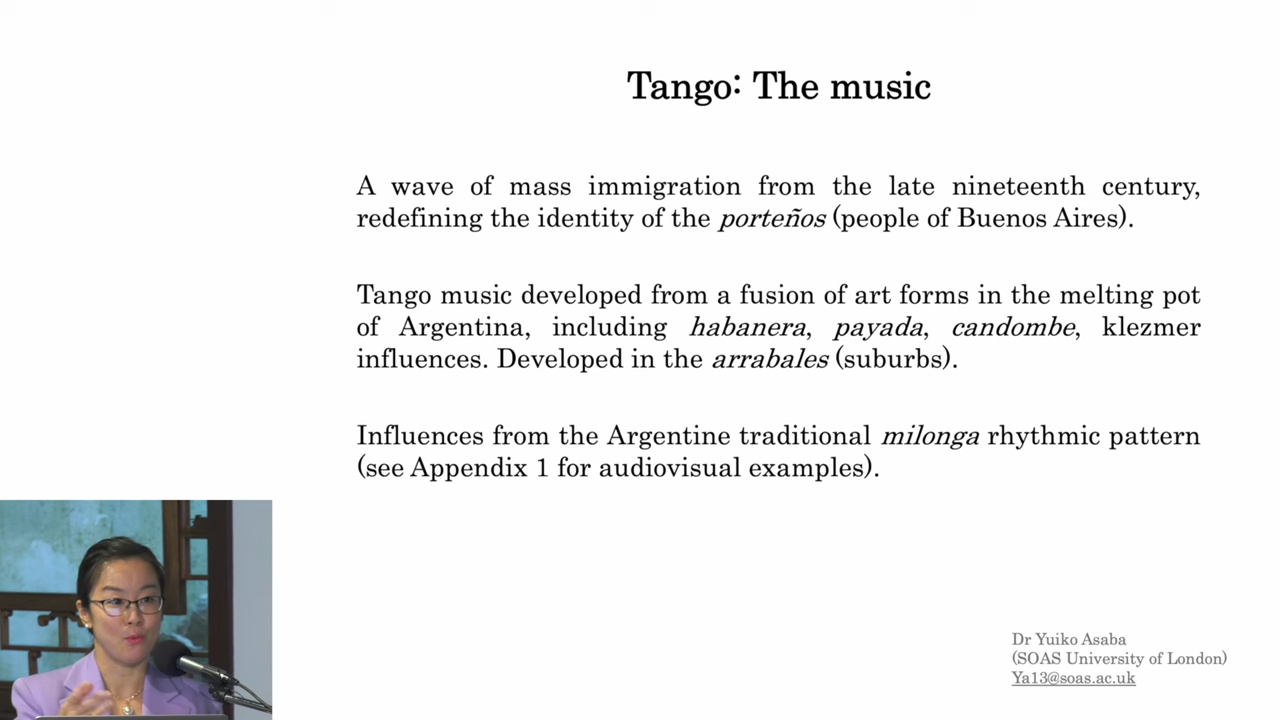 Tango: The music
A wave of mass immigration from the late nineteenth century,
redefining the identity of the porteños (people of Buenos Aires).
Tango music developed from a fusion of art forms in the melting pot
of Argentina, including habanera, payada, candombe, klezmer
influences. Developed in the arrabales (suburbs).
Influences from the Argentine traditional milonga rhythmic pattern
(see Appendix 1 for audiovisual examples).
Dr Yuiko Asaba
(SOAS University of London)
Ya13@soas.ac.uk